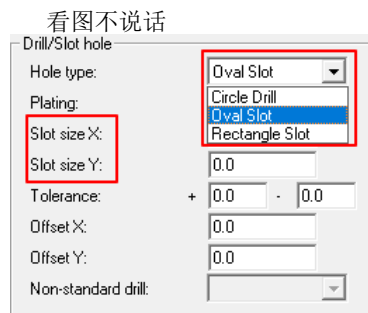 看图不说话
Drill/Slot hole
Hole type: Oval Slot
Circle Drill
Plating: Oval Slot
Slot size X: Rectangle Slot
Slot size Y: 0.0
Tolerance: + 0.0 - 0.0
Offset X: 0.0
Offset Y: 0.0
Non-standard drill: